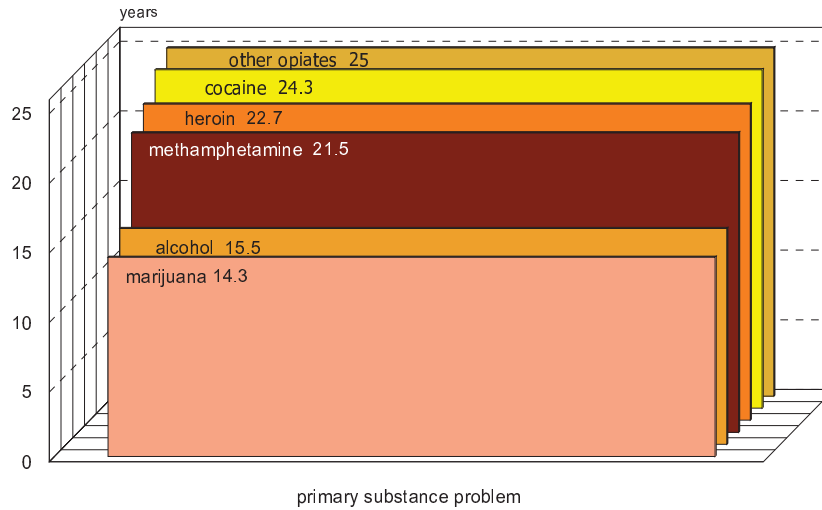 years
other opiates 25
cocaine 24.3
heroin 22.7
methamphetamine 21.5
alcohol 15.5
marijuana 14.3
25
20
15
10
5
0
primary substance problem